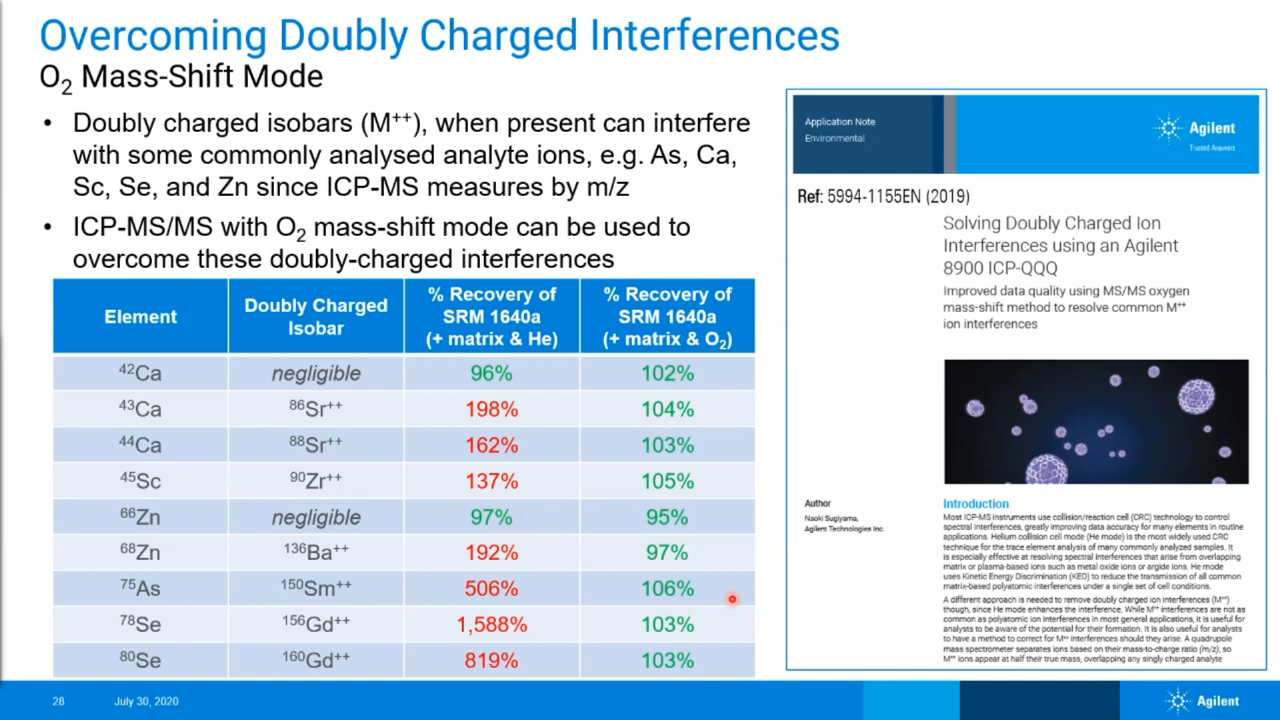 Overcoming Doubly Charged Interferences
O₂ Mass-Shift Mode
• Doubly charged isobars (M⁺⁺), when present can interfere
with some commonly analysed analyte ions, e.g. As, Ca,
Sc, Se, and Zn since ICP-MS measures by m/z
• ICP-MS/MS with O₂ mass-shift mode can be used to
overcome these doubly-charged interferences
Element | Doubly Charged Isobar | % Recovery of SRM 1640a (+ matrix & He) | % Recovery of SRM 1640a (+ matrix & O₂)
⁴²Ca | negligible | 96% | 102%
⁴³Ca | ⁸⁶Sr⁺⁺ | 198% | 104%
⁴⁴Ca | ⁸⁸Sr⁺⁺ | 162% | 103%
⁴⁵Sc | ⁹⁰Zr⁺⁺ | 137% | 105%
⁶⁶Zn | negligible | 97% | 95%
⁶⁸Zn | ¹³⁶Ba⁺⁺ | 192% | 97%
⁷⁵As | ¹⁵⁰Sm⁺⁺ | 506% | 106%
⁷⁸Se | ¹⁵⁶Gd⁺⁺ | 1,588% | 103%
⁸⁰Se | ¹⁶⁰Gd⁺⁺ | 819% | 103%
Application Note
Environmental
Agilent
Trusted Answers
Ref: 5994-1155EN (2019)
Solving Doubly Charged Ion
Interferences using an Agilent
8900 ICP-QQQ
Improved data quality using MS/MS oxygen
mass-shift method to resolve common M⁺⁺
ion interferences
Author
Naoki Sugiyama,
Agilent Technologies Inc.
Introduction
Most ICP-MS instruments use collision/reaction cell (CRC) technology to control
spectral interferences, greatly improving data accuracy for many elements in routine
applications. Helium collision cell mode (He mode) is the most widely used CRC
technique for the trace element analysis of many commonly analyzed samples. It
is especially effective at resolving spectral interferences that arise from overlapping
matrix or plasma-based ions such as metal oxide ions or argide ions. He mode
uses Kinetic Energy Discrimination (KED) to reduce the transmission of all common
matrix-based polyatomic interferences under a single set of cell conditions.
A different approach is needed to remove doubly charged ion interferences (M⁺⁺)
though, since He mode enhances the interference. While M⁺⁺ interferences are not as
common as polyatomic ion interferences in most general applications, it is useful for
analysts to be aware of the potential for their formation. It is also useful for analysts
to have a method to correct for M⁺⁺ interferences should they arise. A quadrupole
mass spectrometer separates ions based on their mass-to-charge ratio (m/z), so
M⁺⁺ ions appear at half their true mass, overlapping any singly charged analyte
28
July 30, 2020
Agilent